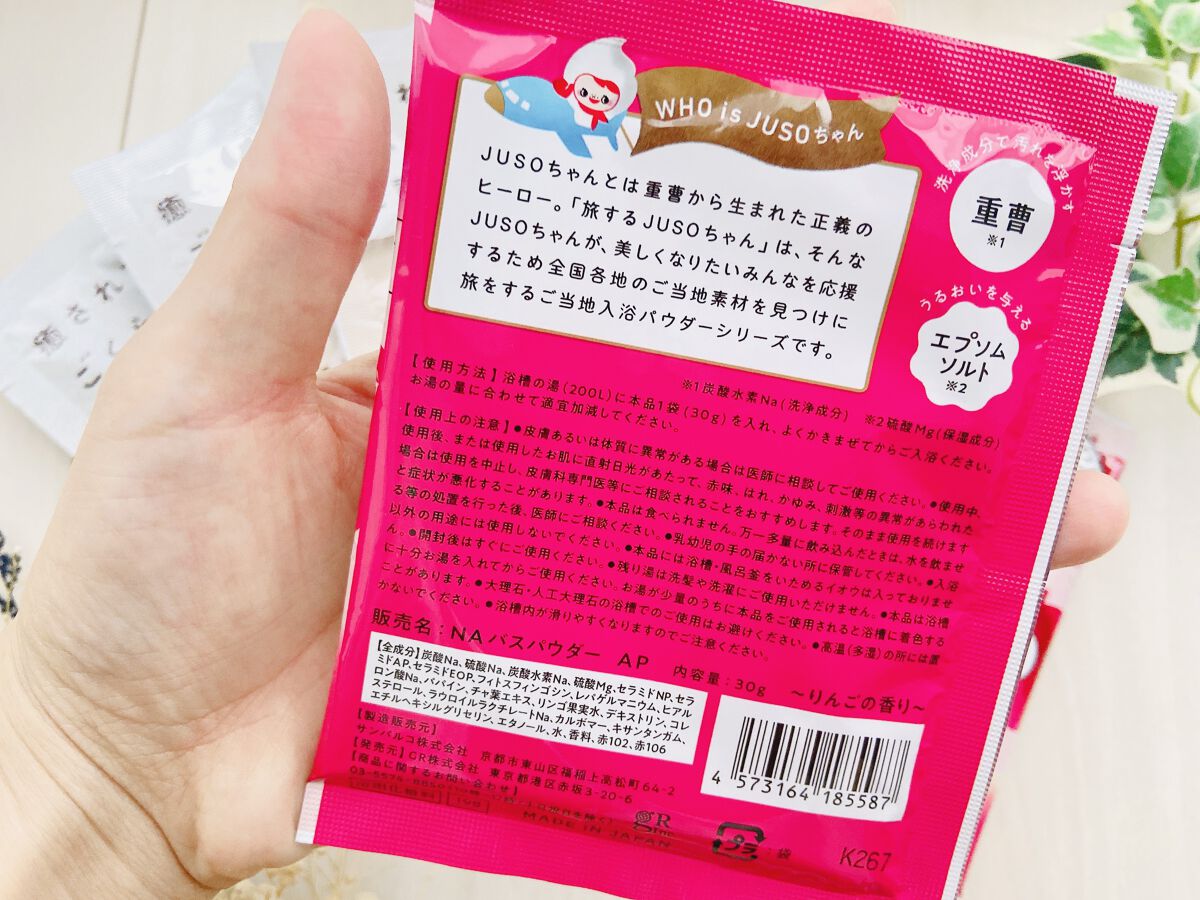 WHO is JUSOちゃん
JUSOちゃんとは重曹から生まれた正義の
ヒーロー。「旅するJUSOちゃん」は、そんな
JUSOちゃんが、美しくなりたいみんなを応援
するため全国各地のご当地素材を見つけに
旅をするご当地入浴パウダーシリーズです。
洗浄成分で汚れを浮かす
重曹
※1
うるおいを与える
エプソム
ソルト
※2
※1 炭酸水素Na(洗浄成分) ※2 硫酸Mg(保湿成分)
【使用方法】浴槽の湯(200L)に本品1袋(30g)を入れ、よくかきまぜてからご入浴ください。
お湯の量に合わせて適宜加減してください。
【使用上の注意】●皮膚あるいは体質に異常がある場合は医師に相談してご使用ください。●使用中、
使用後、または使用したお肌に直射日光があたって、赤味、はれ、かゆみ、刺激等の異常があらわれた
場合は使用を中止し、皮膚科専門医等にご相談されることをおすすめします。そのまま使用を続けます
と症状が悪化することがあります。●本品は食べられません。万一多量に飲み込んだときは、水を飲ませ
る等の処置を行った後、医師にご相談ください。●乳幼児の手の届かない所に保管してください。●入浴
以外の用途には使用しないでください。●本品には浴槽・風呂釜をいためるイオウは入っておりませ
ん。●開封後はすぐにご使用ください。●残り湯は洗髪や洗濯にご使用いただけません。●本品は浴槽
に十分お湯を入れてからご使用ください。お湯が少量のうちに本品をご使用されると浴槽に着色する
ことがあります。●大理石・人工大理石の浴槽でのご使用はお避けください。●高温(多湿)の所には置
かないでください。●浴槽内が滑りやすくなりますのでご注意ください。
販売名：NAバスパウダー AP 内容量：30g 〜りんごの香り〜
【全成分】炭酸Na、硫酸Na、炭酸水素Na、硫酸Mg、セラミドNP、セラ
ミドAP、セラミドEOP、フィトスフィンゴシン、レパゲルマニウム、ヒアル
ロン酸Na、パパイン、チャ葉エキス、リンゴ果実水、デキストリン、コレ
ステロール、ラウロイルラクチレートNa、カルボマー、キサンタンガム、
エチルヘキシルグリセリン、エタノール、水、香料、赤102、赤106
【製造販売元】
サンパルコ株式会社 京都市東山区福稲上高松町64-2
【発売元】GR株式会社 東京都港区赤坂3-20-6
【商品に関するお問い合わせ】
MADE IN JAPAN
gR
INC
プラ
：袋
K267
4 573164 185587
癒され
癒